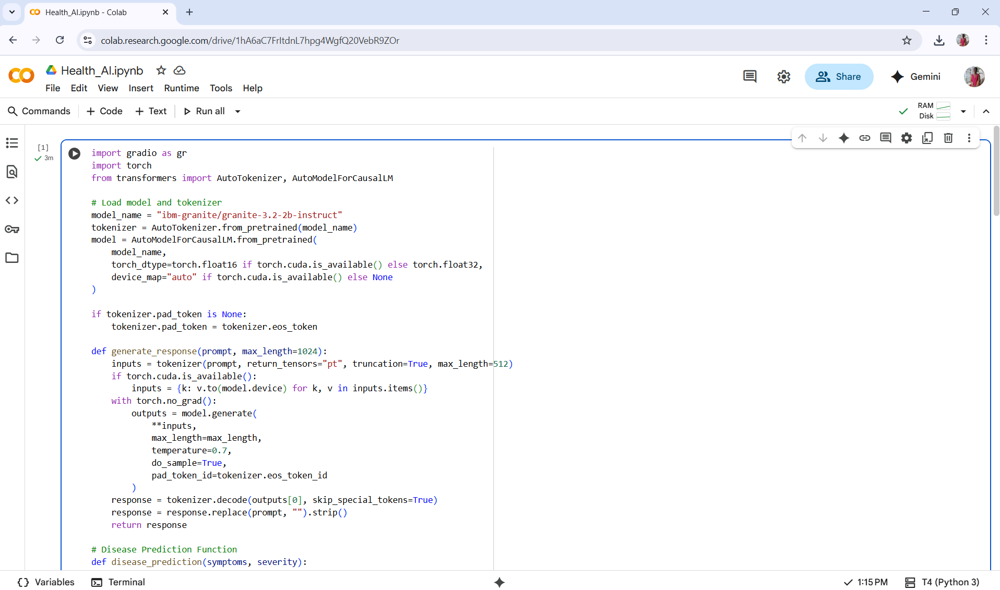 Health_AI.ipynb - Colab
colab.research.google.com/drive/1hA6aC7FrItdnL7hpg4WgfQ20VebR9ZOr
Health_AI.ipynb
File Edit View Insert Runtime Tools Help
Share
Gemini
Commands
+ Code
+ Text
Run all
RAM
Disk
[1]
3m
import gradio as gr
import torch
from transformers import AutoTokenizer, AutoModelForCausalLM
# Load model and tokenizer
model_name = "ibm-granite/granite-3.2-2b-instruct"
tokenizer = AutoTokenizer.from_pretrained(model_name)
model = AutoModelForCausalLM.from_pretrained(
    model_name,
    torch_dtype=torch.float16 if torch.cuda.is_available() else torch.float32,
    device_map="auto" if torch.cuda.is_available() else None
)
if tokenizer.pad_token is None:
    tokenizer.pad_token = tokenizer.eos_token
def generate_response(prompt, max_length=1024):
    inputs = tokenizer(prompt, return_tensors="pt", truncation=True, max_length=512)
    if torch.cuda.is_available():
        inputs = {k: v.to(model.device) for k, v in inputs.items()}
    with torch.no_grad():
        outputs = model.generate(
            **inputs,
            max_length=max_length,
            temperature=0.7,
            do_sample=True,
            pad_token_id=tokenizer.eos_token_id
        )
    response = tokenizer.decode(outputs[0], skip_special_tokens=True)
    response = response.replace(prompt, "").strip()
    return response
# Disease Prediction Function
def disease_prediction(symptoms, severity):
{} Variables
Terminal
1:15 PM
T4 (Python 3)